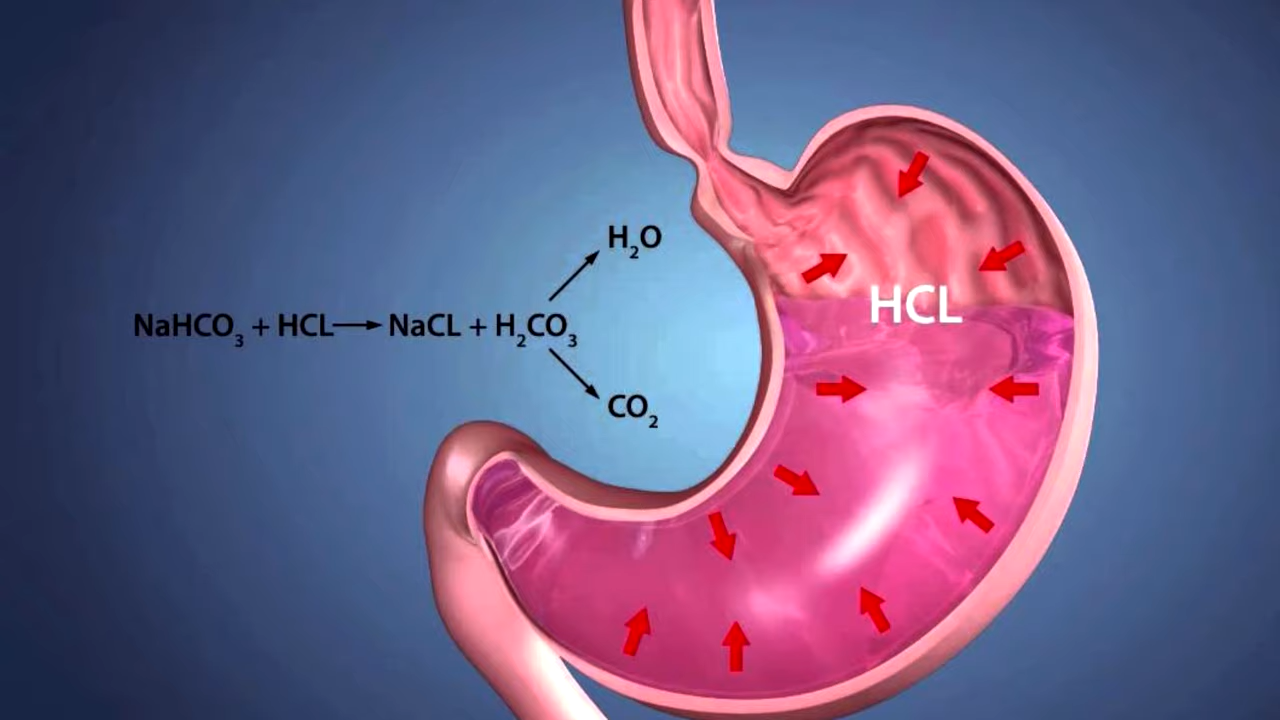 H₂O
NaHCO₃ + HCL → NaCL + H₂CO₃
CO₂
HCL